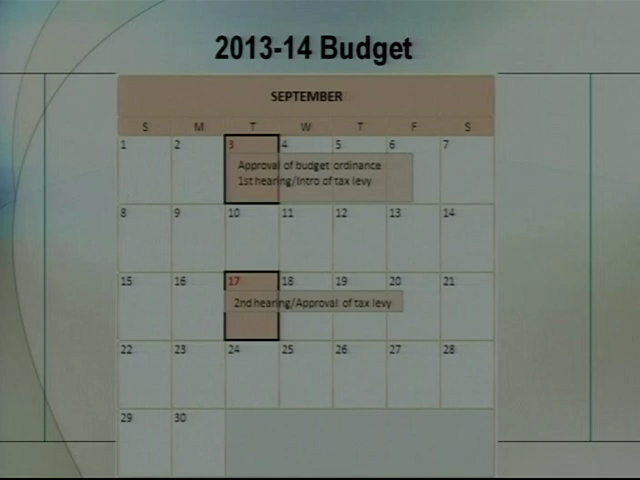 2013-14 Budget
SEPTEMBER
S M T W T F S
1 2 3 4 5 6 7
Approval of budget ordinance
1st hearing/Intro of tax levy
8 9 10 11 12 13 14
15 16 17 18 19 20 21
2nd hearing/Approval of tax levy
22 23 24 25 26 27 28
29 30